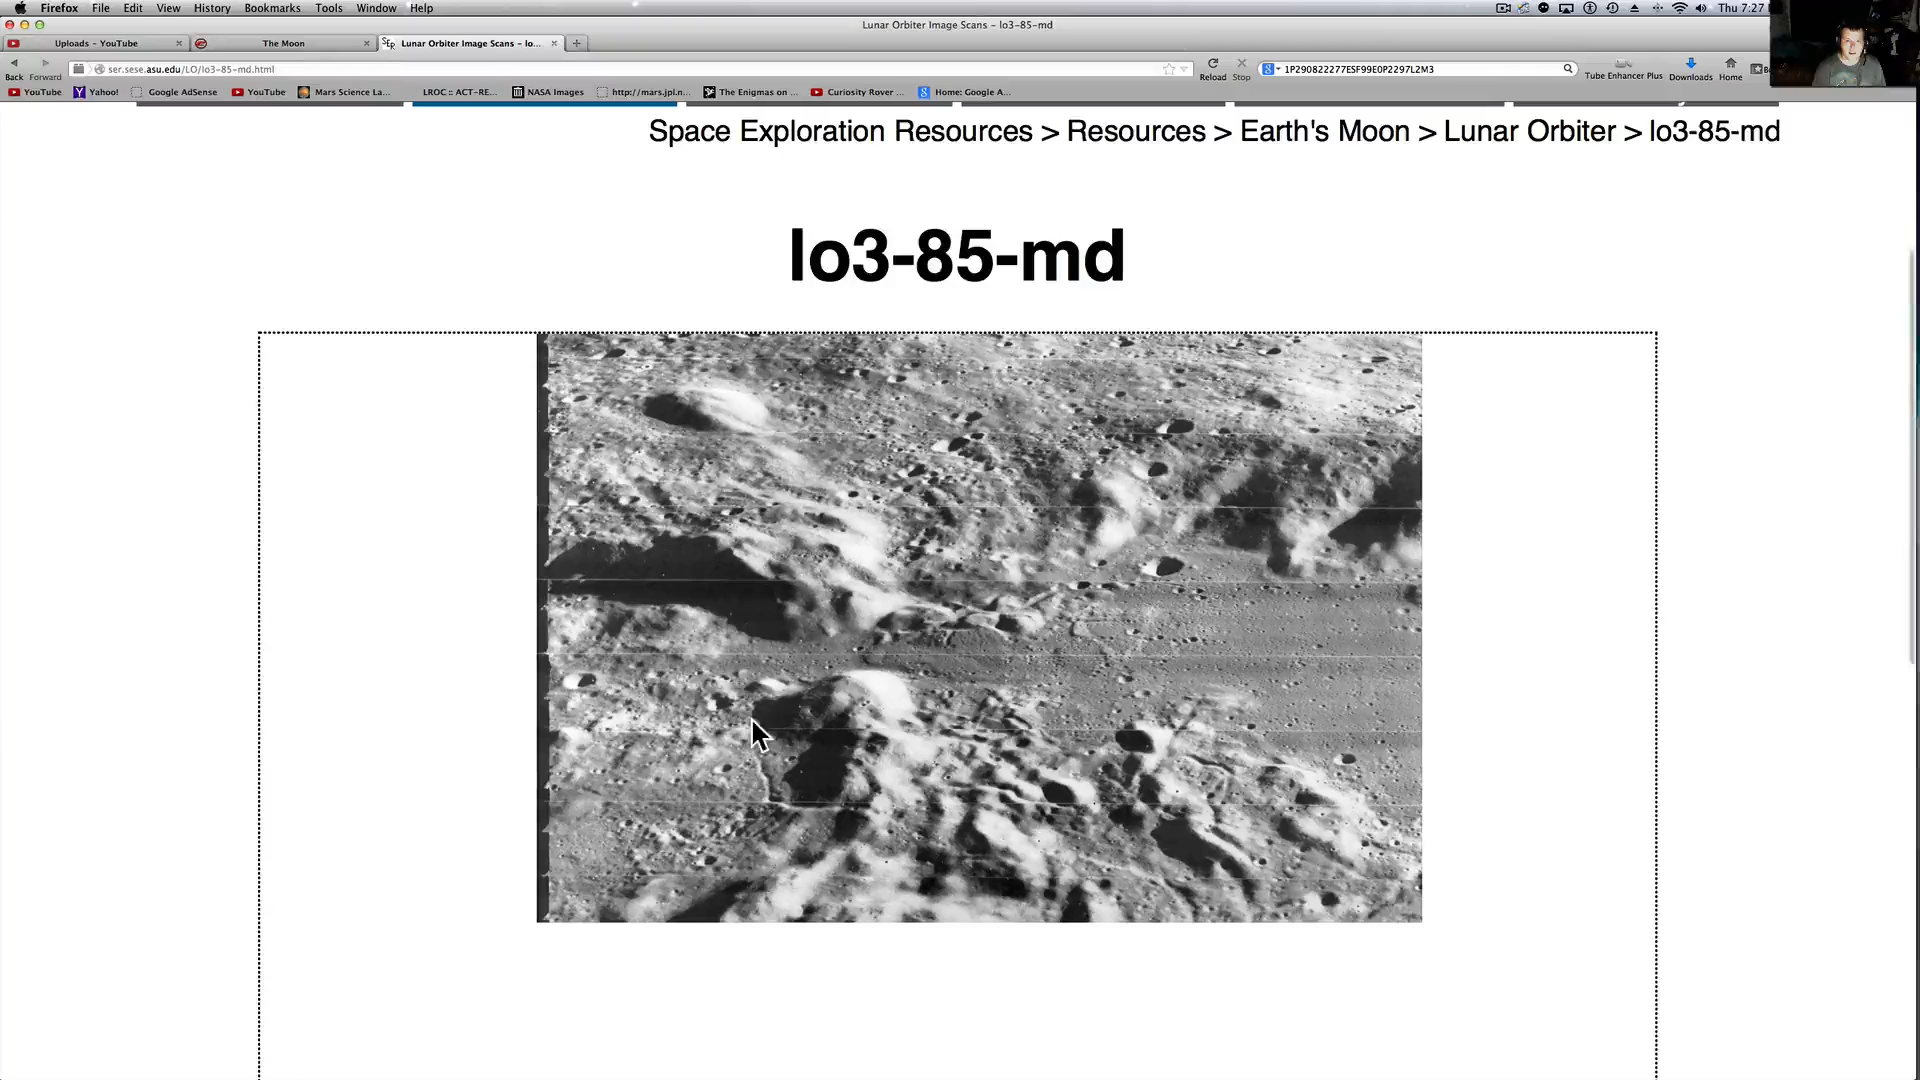 Firefox File Edit View History Bookmarks Tools Window Help Thu 7:27
Lunar Orbiter Image Scans - lo3-85-md
Uploads - YouTube The Moon Lunar Orbiter Image Scans - lo...
Back Forward ser.sese.asu.edu/LO/lo3-85-md.html Reload Stop 1P290822277ESF99E0P2297L2M3 Tube Enhancer Plus Downloads Home
YouTube Yahoo! Google AdSense YouTube Mars Science La... LROC :: ACT-RE... NASA Images http://mars.jpl.n... The Enigmas on ... Curiosity Rover ... Home: Google A...
Space Exploration Resources > Resources > Earth's Moon > Lunar Orbiter > lo3-85-md
lo3-85-md